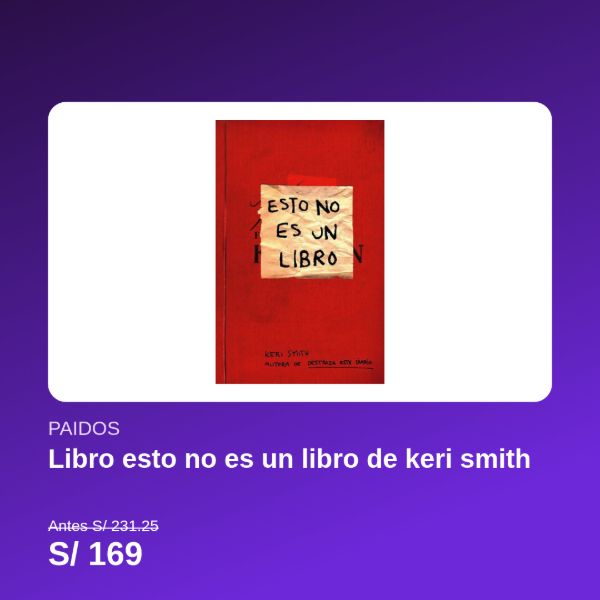 ESTO NO
ES UN
LIBRO
KERI SMITH
AUTORA DE DESTROZA ESTE DIARIO
PAIDOS
Libro esto no es un libro de keri smith
Antes S/ 231.25
S/ 169